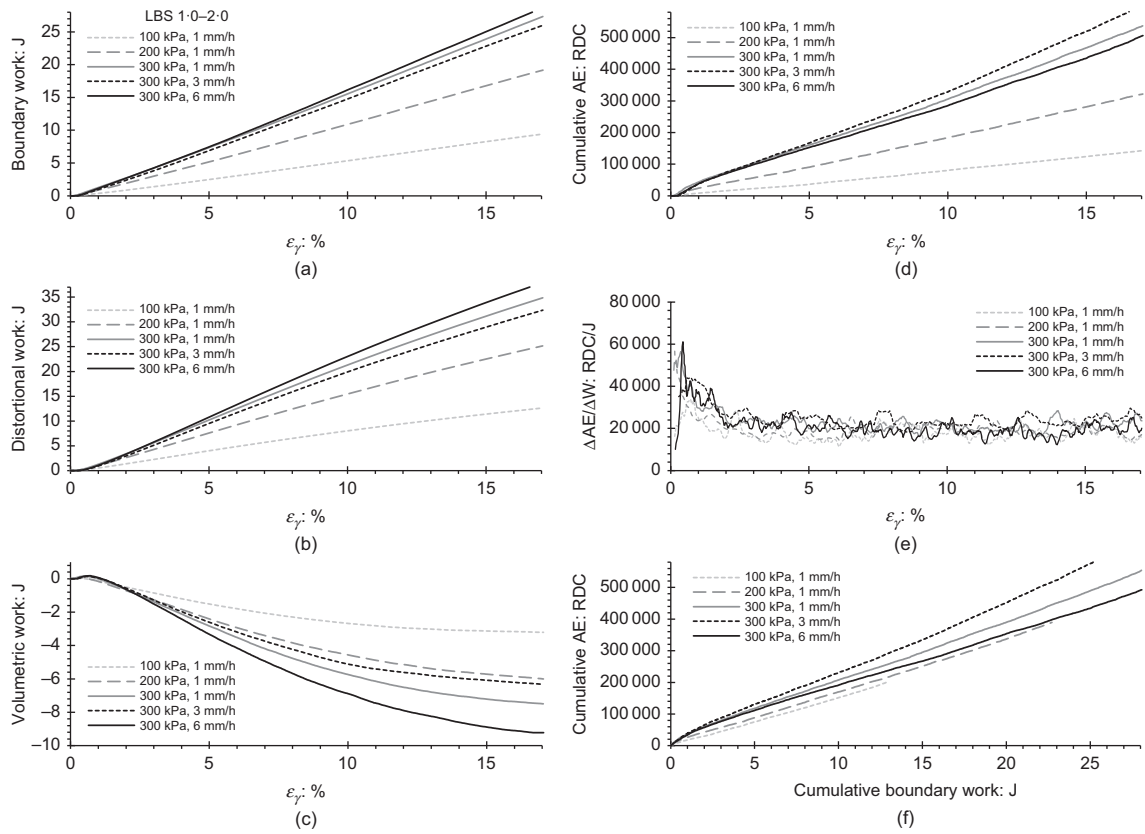 LBS 1·0–2·0
100 kPa, 1 mm/h
200 kPa, 1 mm/h
300 kPa, 1 mm/h
300 kPa, 3 mm/h
300 kPa, 6 mm/h
Boundary work: J
25
20
15
10
5
0
0 5 10 15
εγ: %
(a)
Distortional work: J
35
30
25
20
15
10
5
0
100 kPa, 1 mm/h
200 kPa, 1 mm/h
300 kPa, 1 mm/h
300 kPa, 3 mm/h
300 kPa, 6 mm/h
0 5 10 15
εγ: %
(b)
Volumetric work: J
0
–2
–4
–6
–8
–10
100 kPa, 1 mm/h
200 kPa, 1 mm/h
300 kPa, 1 mm/h
300 kPa, 3 mm/h
300 kPa, 6 mm/h
0 5 10 15
εγ: %
(c)
Cumulative AE: RDC
500 000
400 000
300 000
200 000
100 000
0
100 kPa, 1 mm/h
200 kPa, 1 mm/h
300 kPa, 1 mm/h
300 kPa, 3 mm/h
300 kPa, 6 mm/h
0 5 10 15
εγ: %
(d)
ΔAE/ΔW: RDC/J
80 000
60 000
40 000
20 000
0
100 kPa, 1 mm/h
200 kPa, 1 mm/h
300 kPa, 1 mm/h
300 kPa, 3 mm/h
300 kPa, 6 mm/h
0 5 10 15
εγ: %
(e)
Cumulative AE: RDC
500 000
400 000
300 000
200 000
100 000
0
100 kPa, 1 mm/h
200 kPa, 1 mm/h
300 kPa, 1 mm/h
300 kPa, 3 mm/h
300 kPa, 6 mm/h
0 5 10 15 20 25
Cumulative boundary work: J
(f)